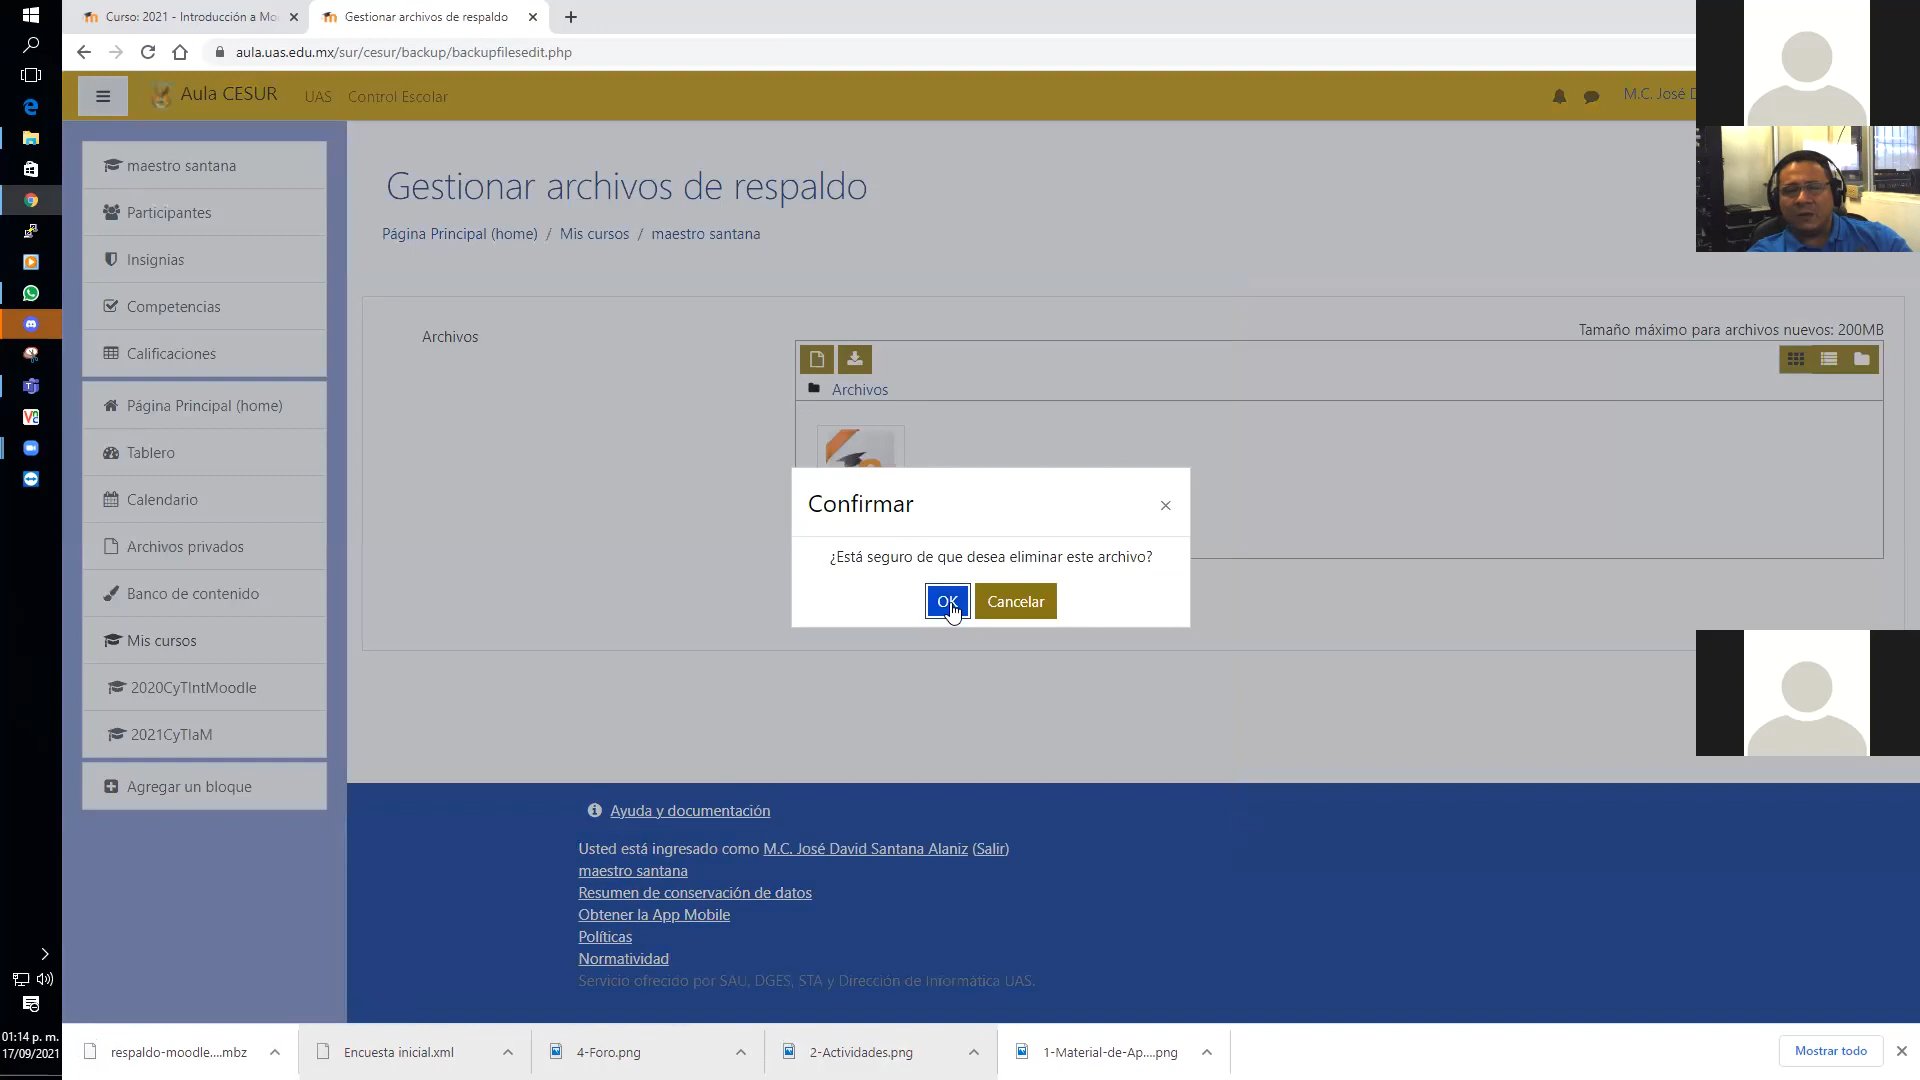 Curso: 2021 - Introducción a Mo
Gestionar archivos de respaldo
aula.uas.edu.mx/sur/cesur/backup/backupfilesedit.php
Aula CESUR
UAS
Control Escolar
M.C. José D
maestro santana
Participantes
Insignias
Competencias
Calificaciones
Página Principal (home)
Tablero
Calendario
Archivos privados
Banco de contenido
Mis cursos
2020CyTIntMoodle
2021CyTIaM
Agregar un bloque
Gestionar archivos de respaldo
Página Principal (home) / Mis cursos / maestro santana
Archivos
Tamaño máximo para archivos nuevos: 200MB
Archivos
Confirmar
¿Está seguro de que desea eliminar este archivo?
OK
Cancelar
Ayuda y documentación
Usted está ingresado como M.C. José David Santana Alaniz (Salir)
maestro santana
Resumen de conservación de datos
Obtener la App Mobile
Políticas
Normatividad
Servicio ofrecido por SAU, DGES, STA y Dirección de Informática UAS.
01:14 p. m.
17/09/2021
respaldo-moodle....mbz
Encuesta inicial.xml
4-Foro.png
2-Actividades.png
1-Material-de-Ap....png
Mostrar todo